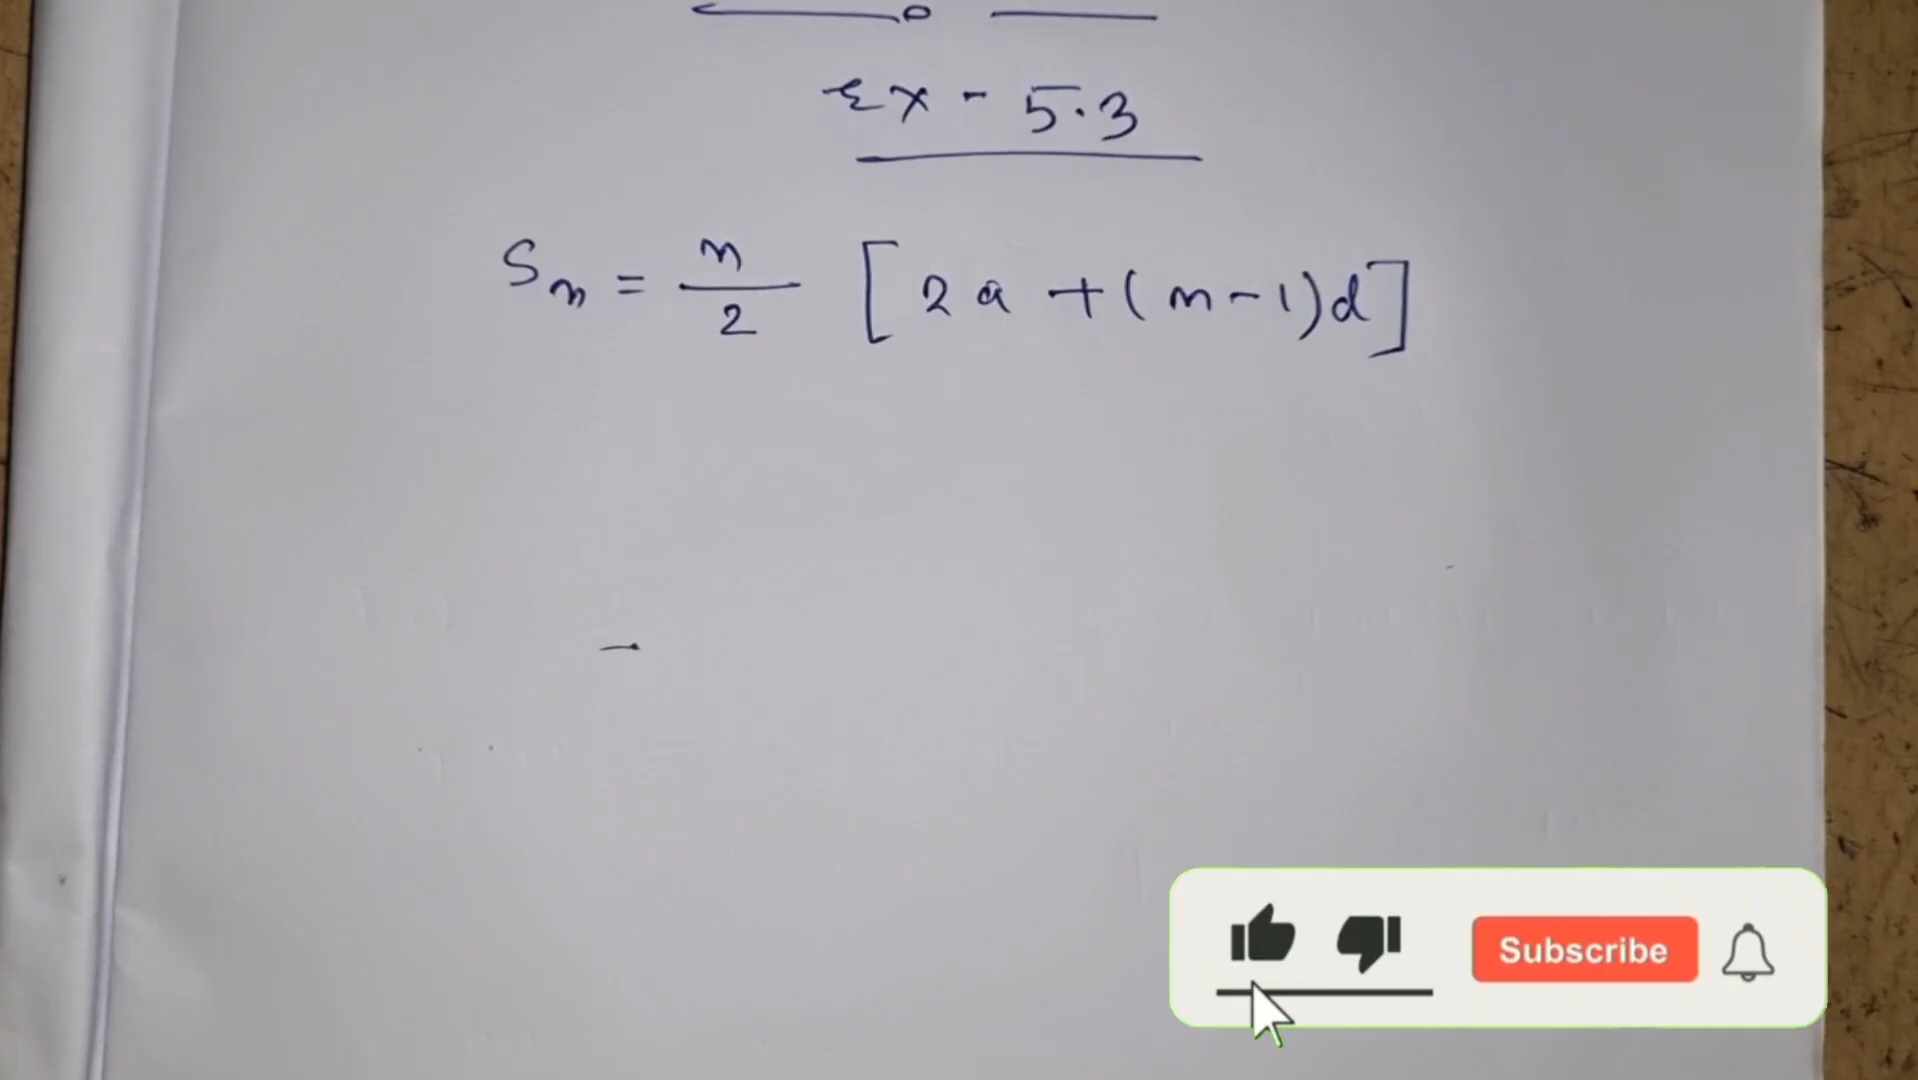 Ex - 5.3
Sn = n/2 [2a + (n-1)d]
Subscribe